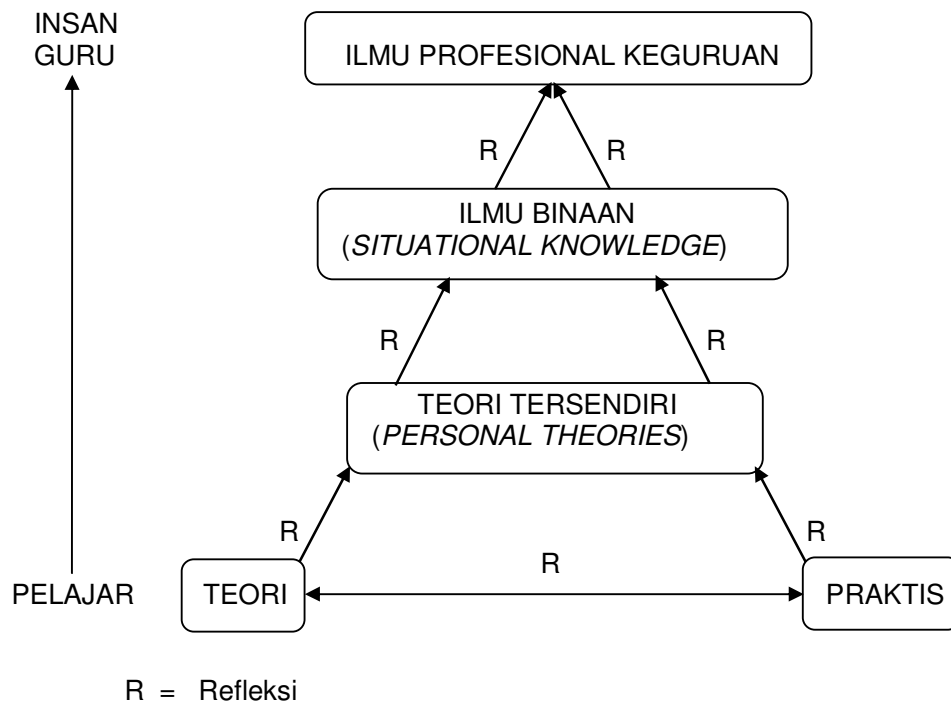 INSAN
GURU
ILMU PROFESIONAL KEGURUAN
R R
ILMU BINAAN
(SITUATIONAL KNOWLEDGE)
R R
TEORI TERSENDIRI
(PERSONAL THEORIES)
R R
R
PELAJAR TEORI PRAKTIS
R = Refleksi